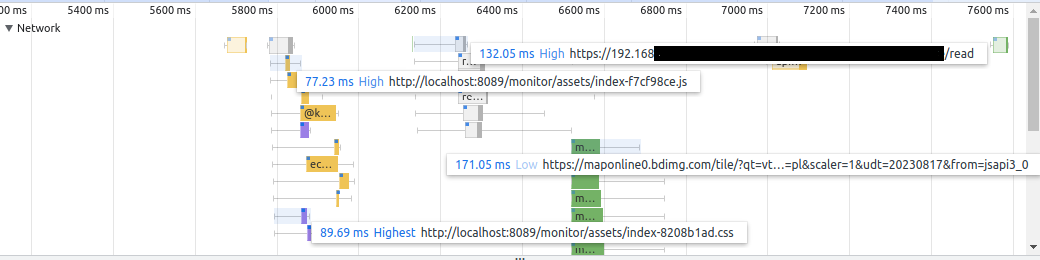 00 ms 5400 ms 5600 ms 5800 ms 6000 ms 6200 ms 6400 ms 6600 ms 6800 ms 7000 ms 7200 ms 7400 ms 7600 ms
▼ Network
132.05 ms High https://192.168 /read
r…
77.23 ms High http://localhost:8089/monitor/assets/index-f7cf98ce.js
re…
@k…
m…
ec…
171.05 ms Low https://maponline0.bdimg.com/tile/?qt=vt…=pl&scaler=1&udt=20230817&from=jsapi3_0
m…
m…
89.69 ms Highest http://localhost:8089/monitor/assets/index-8208b1ad.css
m…